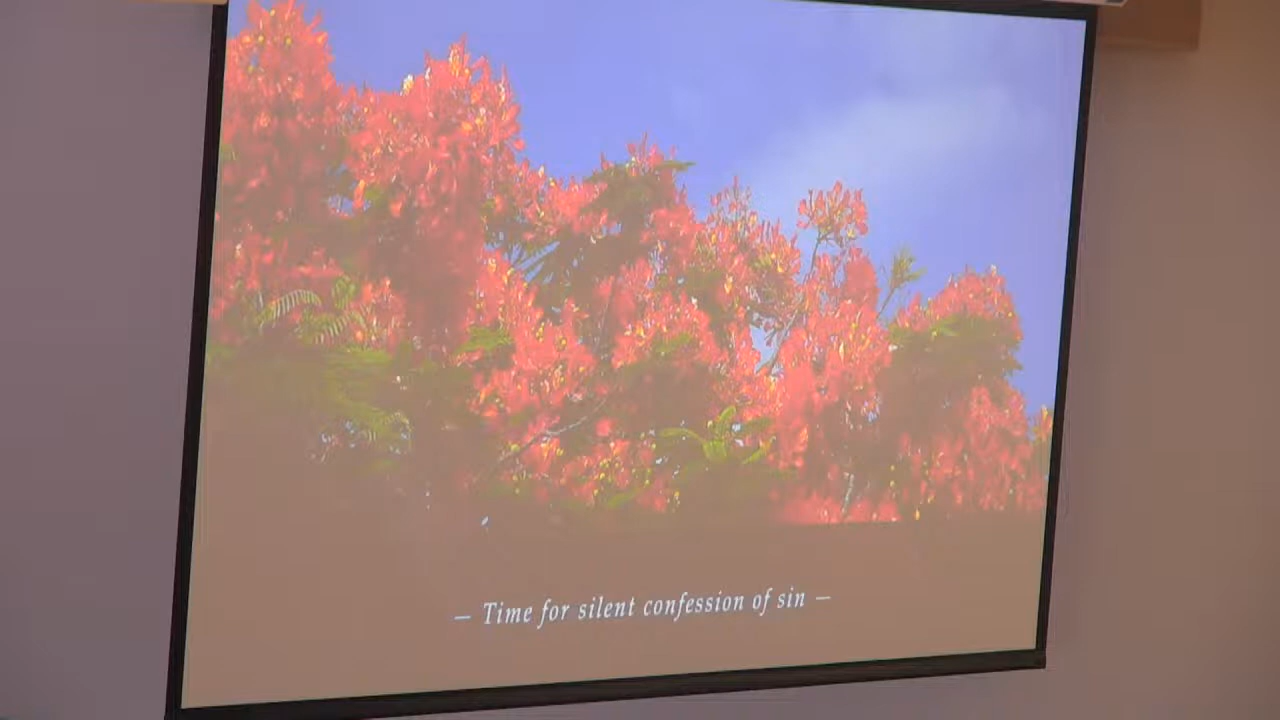 — Time for silent confession of sin —